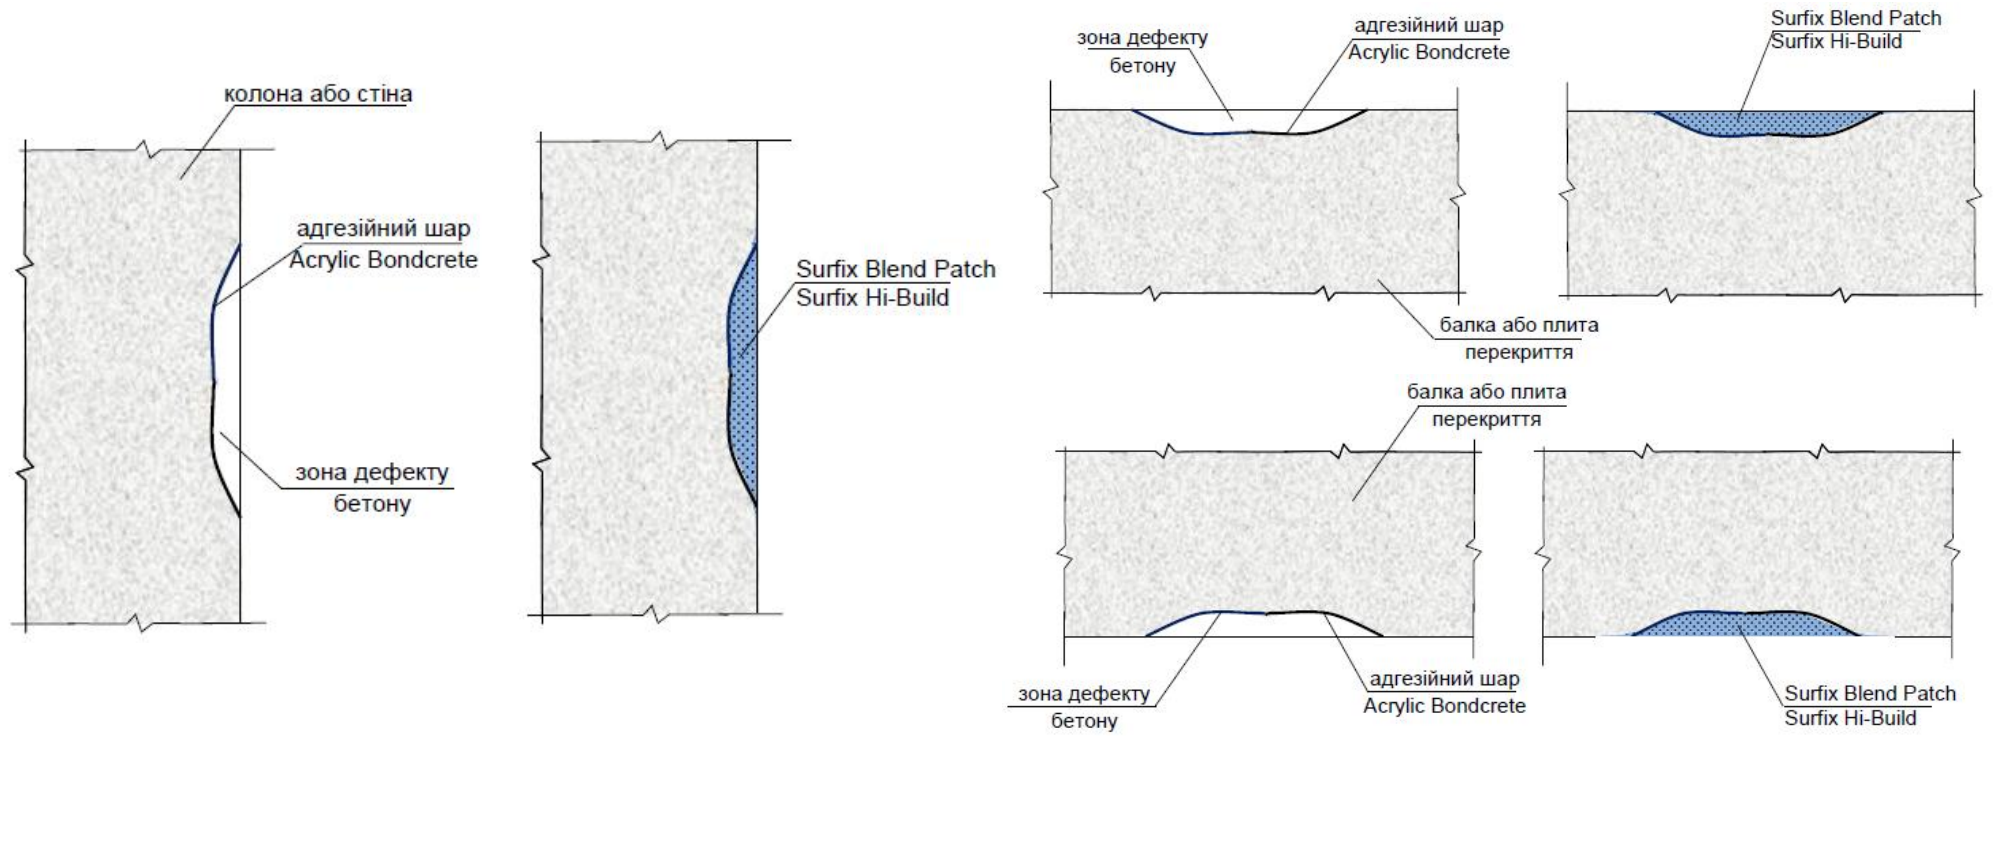 колона або стіна
адгезійний шар
Acrylic Bondcrete
зона дефекту
бетону
Surfix Blend Patch
Surfix Hi-Build
зона дефекту
бетону
адгезійний шар
Acrylic Bondcrete
Surfix Blend Patch
Surfix Hi-Build
балка або плита
перекриття
балка або плита
перекриття
зона дефекту
бетону
адгезійний шар
Acrylic Bondcrete
Surfix Blend Patch
Surfix Hi-Build